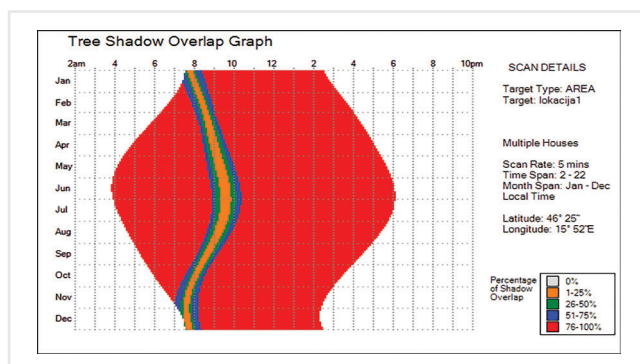 Tree Shadow Overlap Graph
2am 4 6 8 10 12 2 4 6 8 10pm
Jan
Feb
Mar
Apr
May
Jun
Jul
Aug
Sep
Oct
Nov
Dec
SCAN DETAILS
Target Type: AREA
Target: lokacija1
Multiple Houses
Scan Rate: 5 mins
Time Span: 2 - 22
Month Span: Jan - Dec
Local Time
Latitude: 46° 25"
Longitude: 15° 52'E
Percentage of Shadow Overlap
0%
1-25%
26-50%
51-75%
76-100%